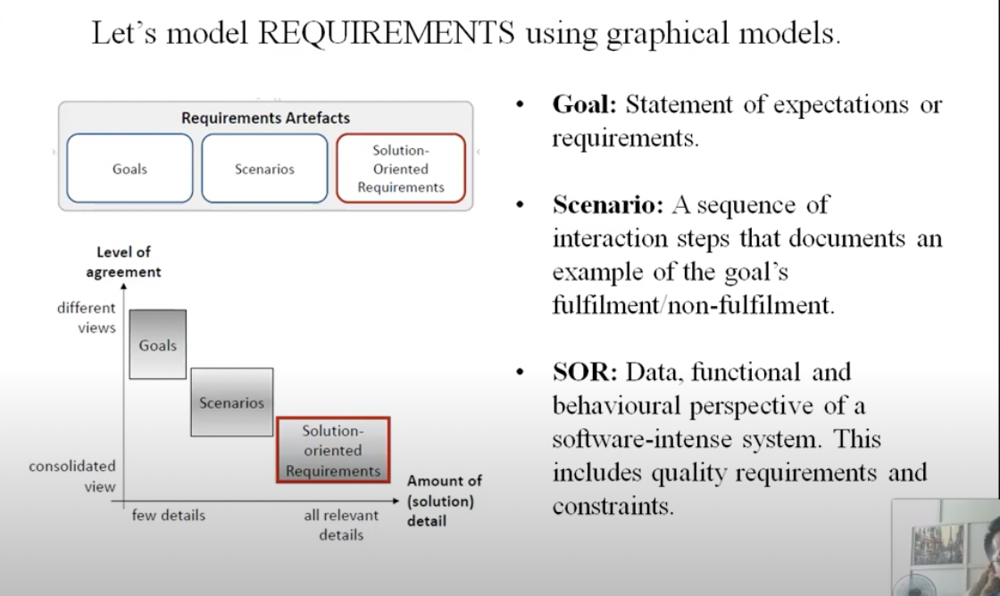 Let's model REQUIREMENTS using graphical models.
Requirements Artefacts
Goals
Scenarios
Solution-
Oriented
Requirements
Level of
agreement
different
views
Goals
Scenarios
Solution-
oriented
Requirements
consolidated
view
few details
all relevant
details
Amount of
(solution)
detail
• Goal: Statement of expectations or
requirements.
• Scenario: A sequence of
interaction steps that documents an
example of the goal's
fulfilment/non-fulfilment.
• SOR: Data, functional and
behavioural perspective of a
software-intense system. This
includes quality requirements and
constraints.